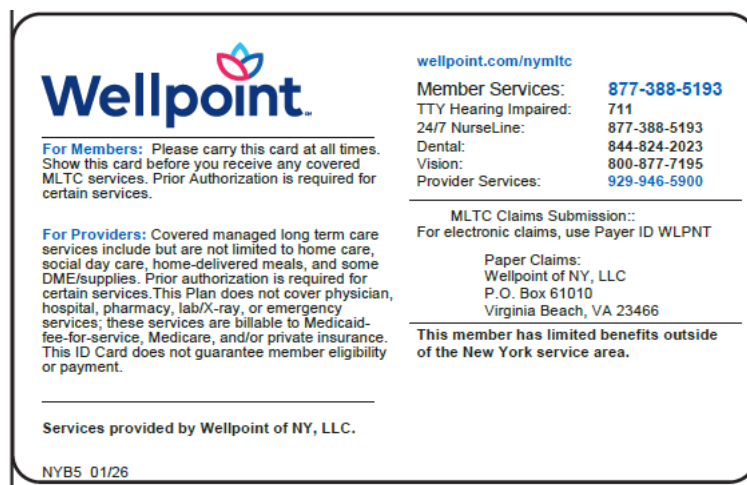 Wellpoint
SM
For Members: Please carry this card at all times.
Show this card before you receive any covered
MLTC services. Prior Authorization is required for
certain services.
For Providers: Covered managed long term care
services include but are not limited to home care,
social day care, home-delivered meals, and some
DME/supplies. Prior authorization is required for
certain services.This Plan does not cover physician,
hospital, pharmacy, lab/X-ray, or emergency
services; these services are billable to Medicaid-
fee-for-service, Medicare, and/or private insurance.
This ID Card does not guarantee member eligibility
or payment.
Services provided by Wellpoint of NY, LLC.
NYB5 01/26
wellpoint.com/nymltc
Member Services: 877-388-5193
TTY Hearing Impaired: 711
24/7 NurseLine: 877-388-5193
Dental: 844-824-2023
Vision: 800-877-7195
Provider Services: 929-946-5900
MLTC Claims Submission::
For electronic claims, use Payer ID WLPNT
Paper Claims:
Wellpoint of NY, LLC
P.O. Box 61010
Virginia Beach, VA 23466
This member has limited benefits outside
of the New York service area.